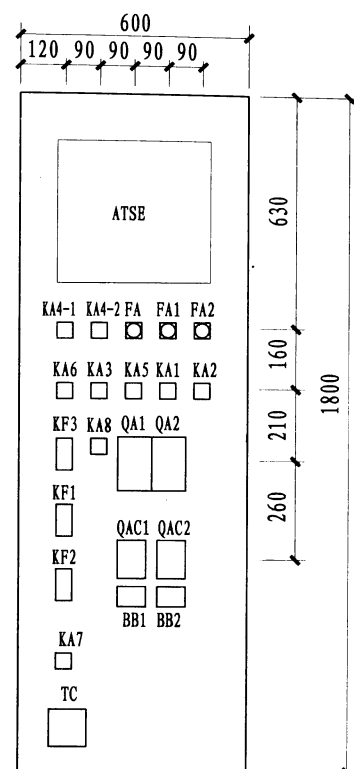 600
120 90 90 90 90
ATSE
630
KA4-1 KA4-2 FA FA1 FA2
160
KA6 KA3 KA5 KA1 KA2
1800
KF3 KA8 QA1 QA2
210
KF1
260
QAC1 QAC2
KF2
BB1 BB2
KA7
TC